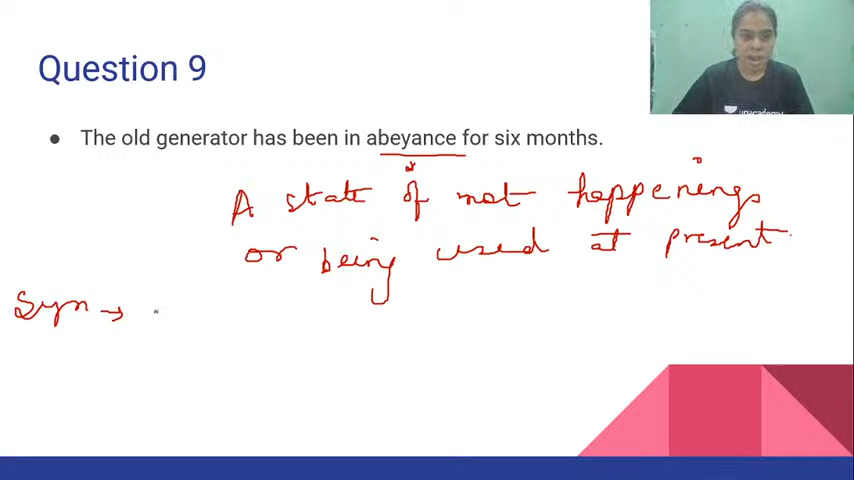 Question 9
unacademy
● The old generator has been in abeyance for six months.
A state of not happenings
or being used at present.
Syn →